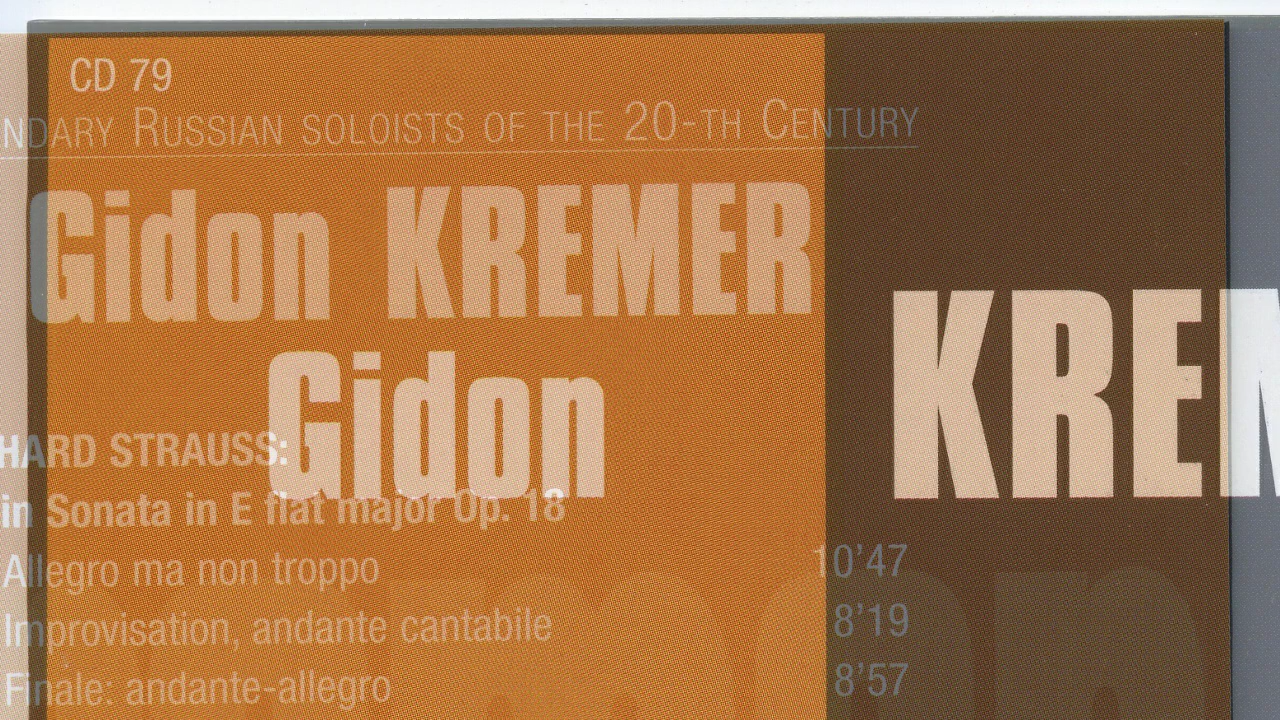 CD 79
NDARY RUSSIAN SOLOISTS OF THE 20-TH CENTURY
Gidon KREMER
Gidon KREM
HARD STRAUSS:
in Sonata in E flat major Op. 18
Allegro ma non troppo 10'47
Improvisation, andante cantabile 8'19
Finale: andante-allegro 8'57